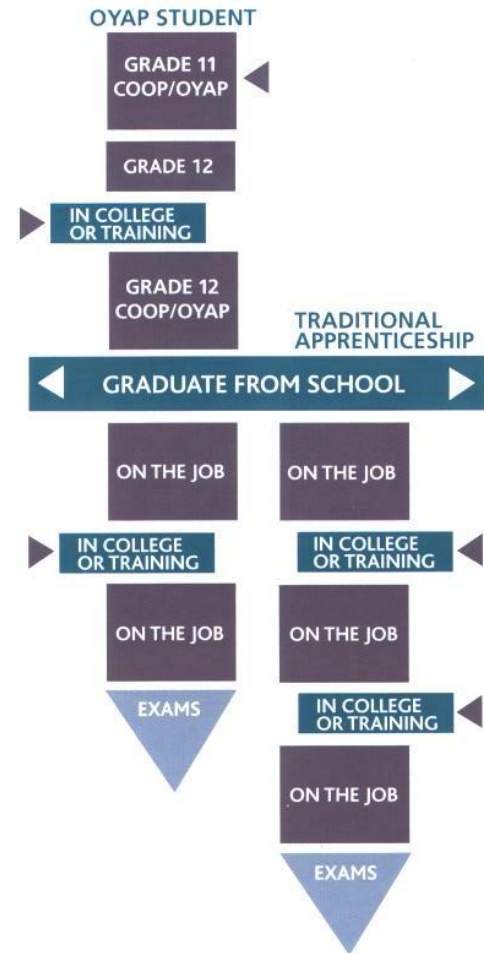 OYAP STUDENT
GRADE 11
COOP/OYAP
GRADE 12
IN COLLEGE
OR TRAINING
GRADE 12
COOP/OYAP
TRADITIONAL
APPRENTICESHIP
GRADUATE FROM SCHOOL
ON THE JOB
ON THE JOB
IN COLLEGE
OR TRAINING
IN COLLEGE
OR TRAINING
ON THE JOB
ON THE JOB
EXAMS
IN COLLEGE
OR TRAINING
ON THE JOB
EXAMS